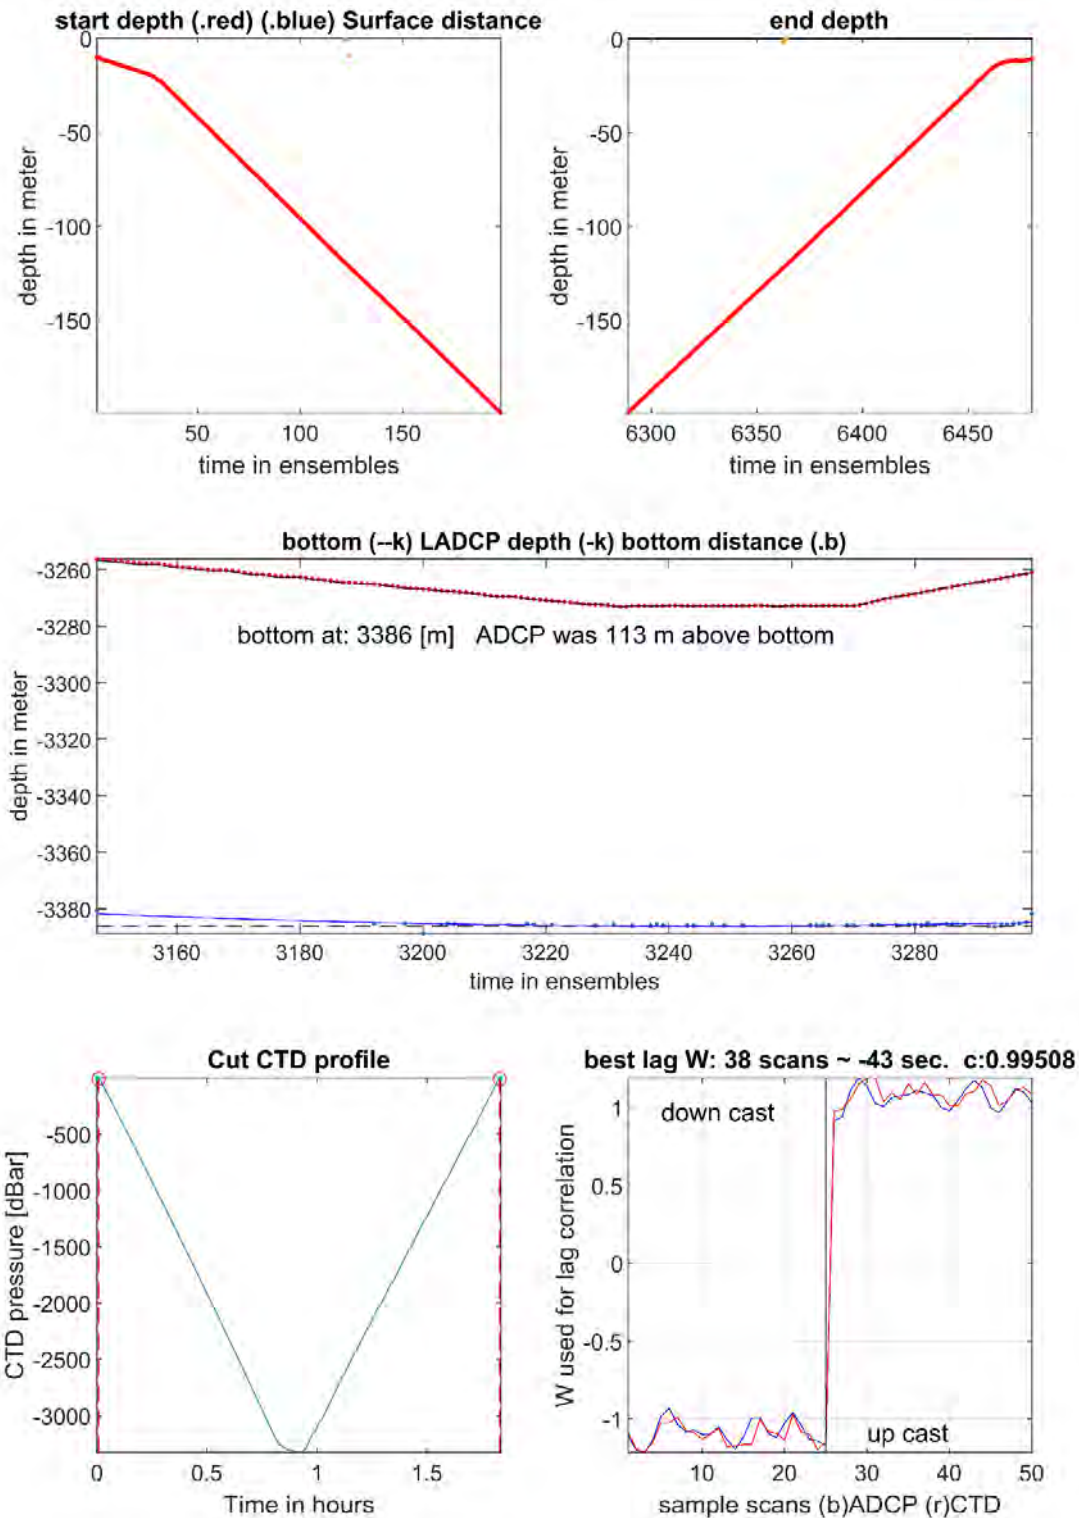 start depth (.red) (.blue) Surface distance
end depth
0
-50
-100
-150
depth in meter
50 100 150
time in ensembles
0
-50
-100
-150
depth in meter
6300 6350 6400 6450
time in ensembles
bottom (--k) LADCP depth (-k) bottom distance (.b)
-3260
-3280
bottom at: 3386 [m] ADCP was 113 m above bottom
-3300
-3320
-3340
-3360
-3380
depth in meter
3160 3180 3200 3220 3240 3260 3280
time in ensembles
Cut CTD profile
-500
-1000
-1500
-2000
-2500
-3000
CTD pressure [dBar]
0 0.5 1 1.5
Time in hours
best lag W: 38 scans ~ -43 sec. c:0.99508
1
down cast
0.5
0
-0.5
-1
up cast
W used for lag correlation
10 20 30 40 50
sample scans (b)ADCP (r)CTD